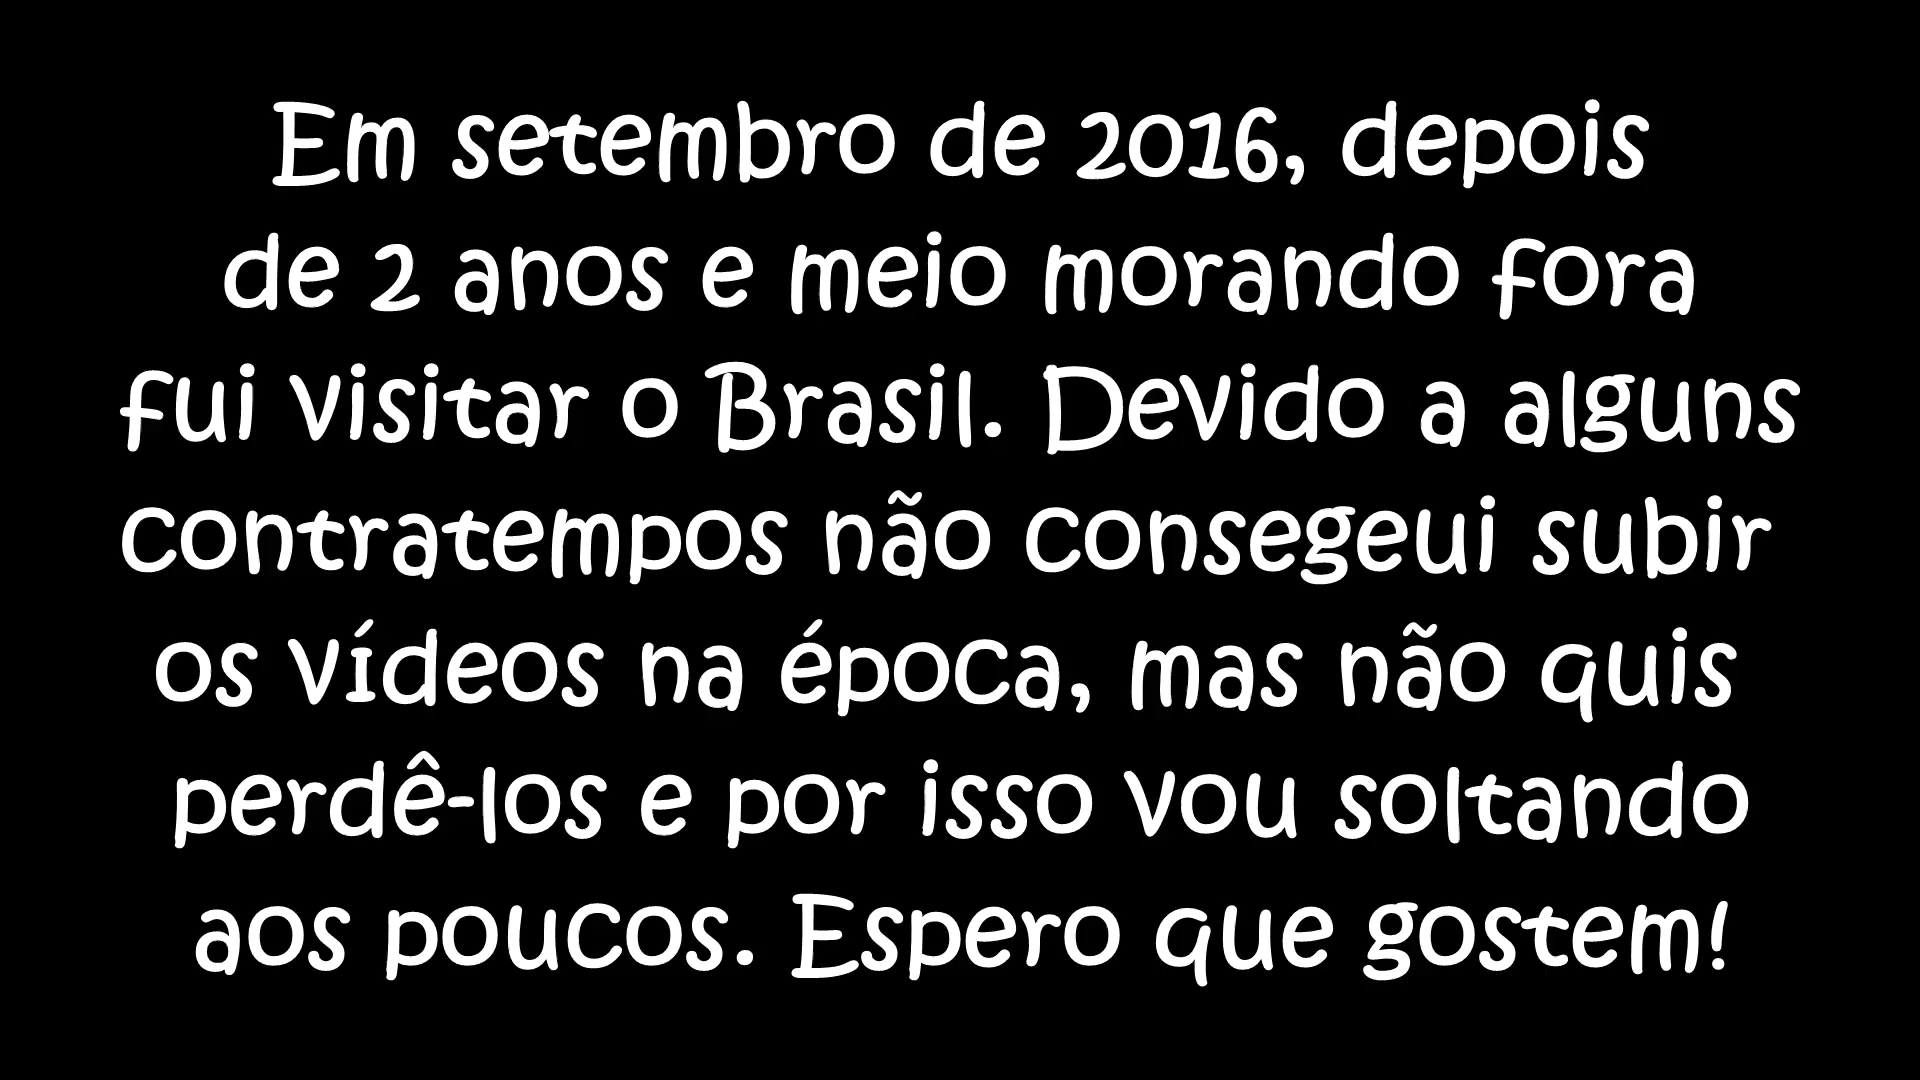 Em setembro de 2016, depois
de 2 anos e meio morando fora
fui visitar o Brasil. Devido a alguns
contratempos não consegeui subir
os vídeos na época, mas não quis
perdê-los e por isso vou soltando
aos poucos. Espero que gostem!